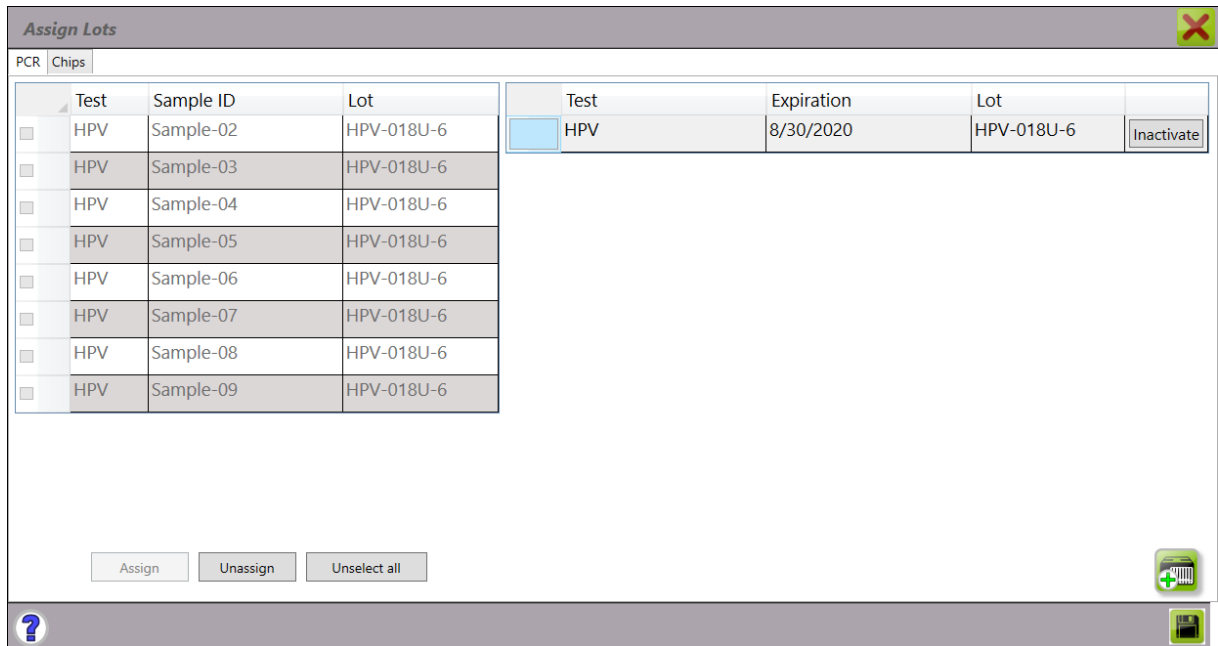 Assign Lots
PCR Chips
Test Sample ID Lot Test Expiration Lot
HPV Sample-02 HPV-018U-6 HPV 8/30/2020 HPV-018U-6 Inactivate
HPV Sample-03 HPV-018U-6
HPV Sample-04 HPV-018U-6
HPV Sample-05 HPV-018U-6
HPV Sample-06 HPV-018U-6
HPV Sample-07 HPV-018U-6
HPV Sample-08 HPV-018U-6
HPV Sample-09 HPV-018U-6
Assign Unassign Unselect all
?